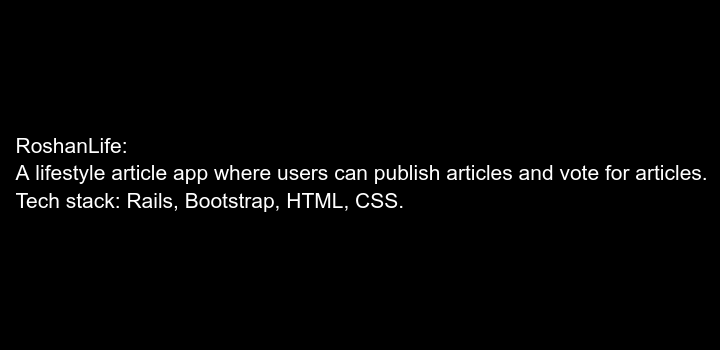 RoshanLife:
A lifestyle article app where users can publish articles and vote for articles.
Tech stack: Rails, Bootstrap, HTML, CSS.